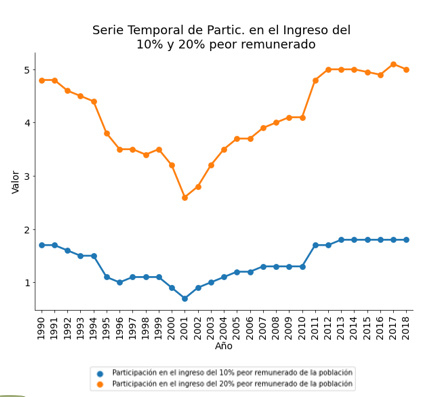 Serie Temporal de Partic. en el Ingreso del
10% y 20% peor remunerado
5
4
3
2
1
Valor
1990 1991 1992 1993 1994 1995 1996 1997 1998 1999 2000 2001 2002 2003 2004 2005 2006 2007 2008 2009 2010 2011 2012 2013 2014 2015 2016 2017 2018
Año
Participación en el ingreso del 10% peor remunerado de la población
Participación en el ingreso del 20% peor remunerado de la población